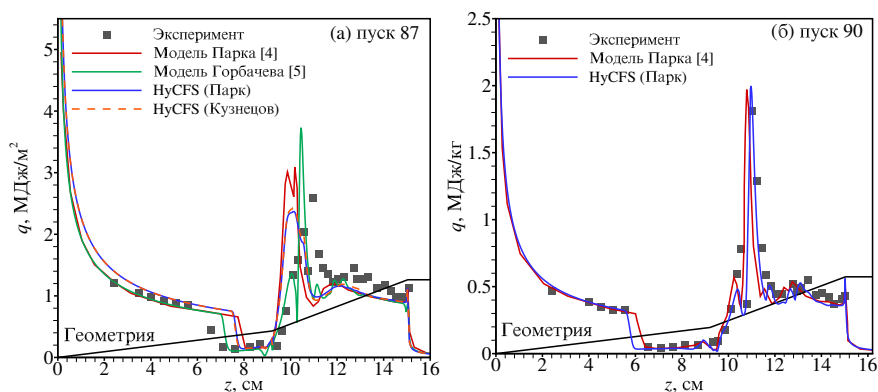 (а) пуск 87
Эксперимент
Модель Парка [4]
Модель Горбачева [5]
HyCFS (Парк)
HyCFS (Кузнецов)
q, МДж/м²
5
4
3
2
1
0
Геометрия
0 2 4 6 8 10 12 14 16
z, см
(б) пуск 90
Эксперимент
Модель Парка [4]
HyCFS (Парк)
q, МДж/кг
2.5
2
1.5
1
0.5
0
Геометрия
0 2 4 6 8 10 12 14 16
z, см